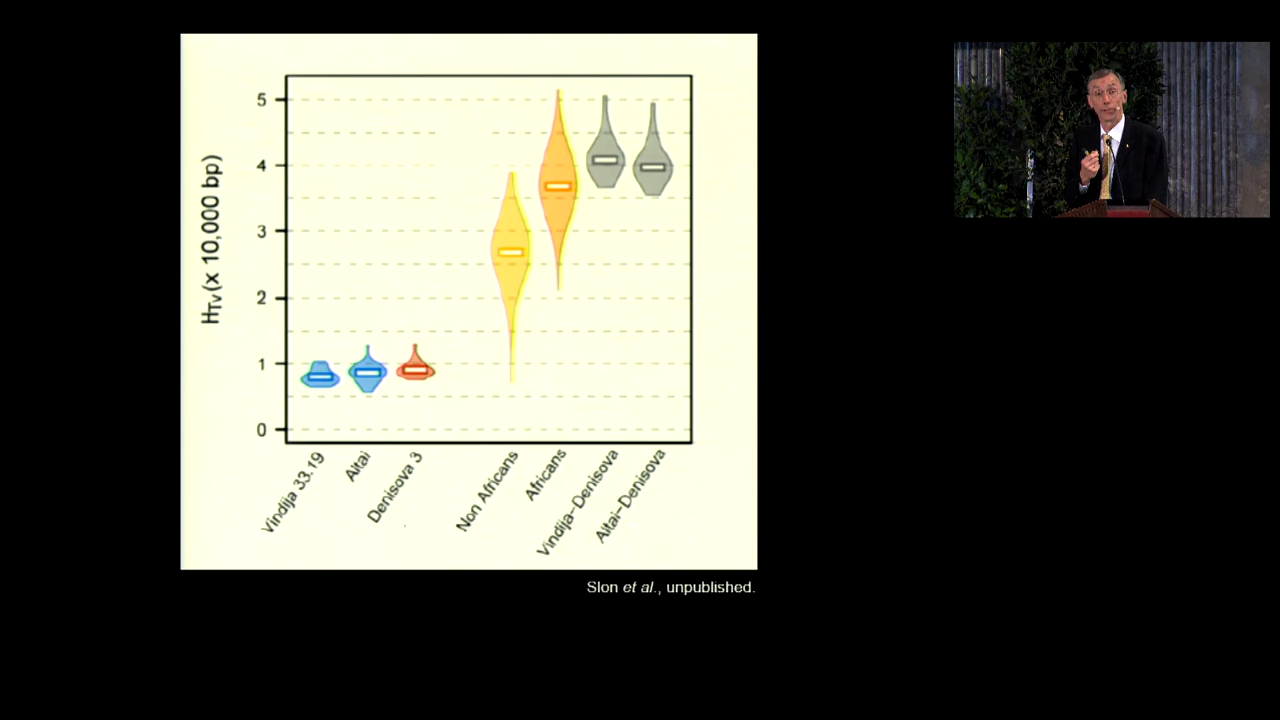 H_Tv (x 10,000 bp)
5
4
3
2
1
0
Vindija 33.19
Altai
Denisova 3
Non Africans
Africans
Vindija–Denisova
Altai–Denisova
Slon et al., unpublished.